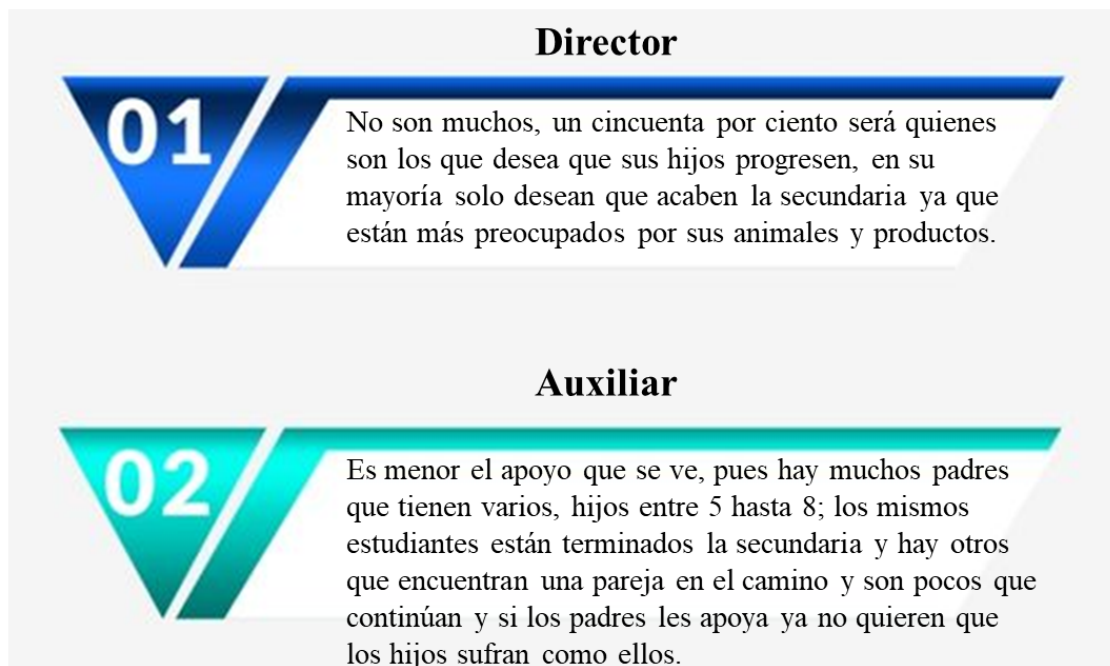 Director
01
No son muchos, un cincuenta por ciento será quienes
son los que desea que sus hijos progresen, en su
mayoría solo desean que acaben la secundaria ya que
están más preocupados por sus animales y productos.
Auxiliar
02
Es menor el apoyo que se ve, pues hay muchos padres
que tienen varios, hijos entre 5 hasta 8; los mismos
estudiantes están terminados la secundaria y hay otros
que encuentran una pareja en el camino y son pocos que
continúan y si los padres les apoya ya no quieren que
los hijos sufran como ellos.